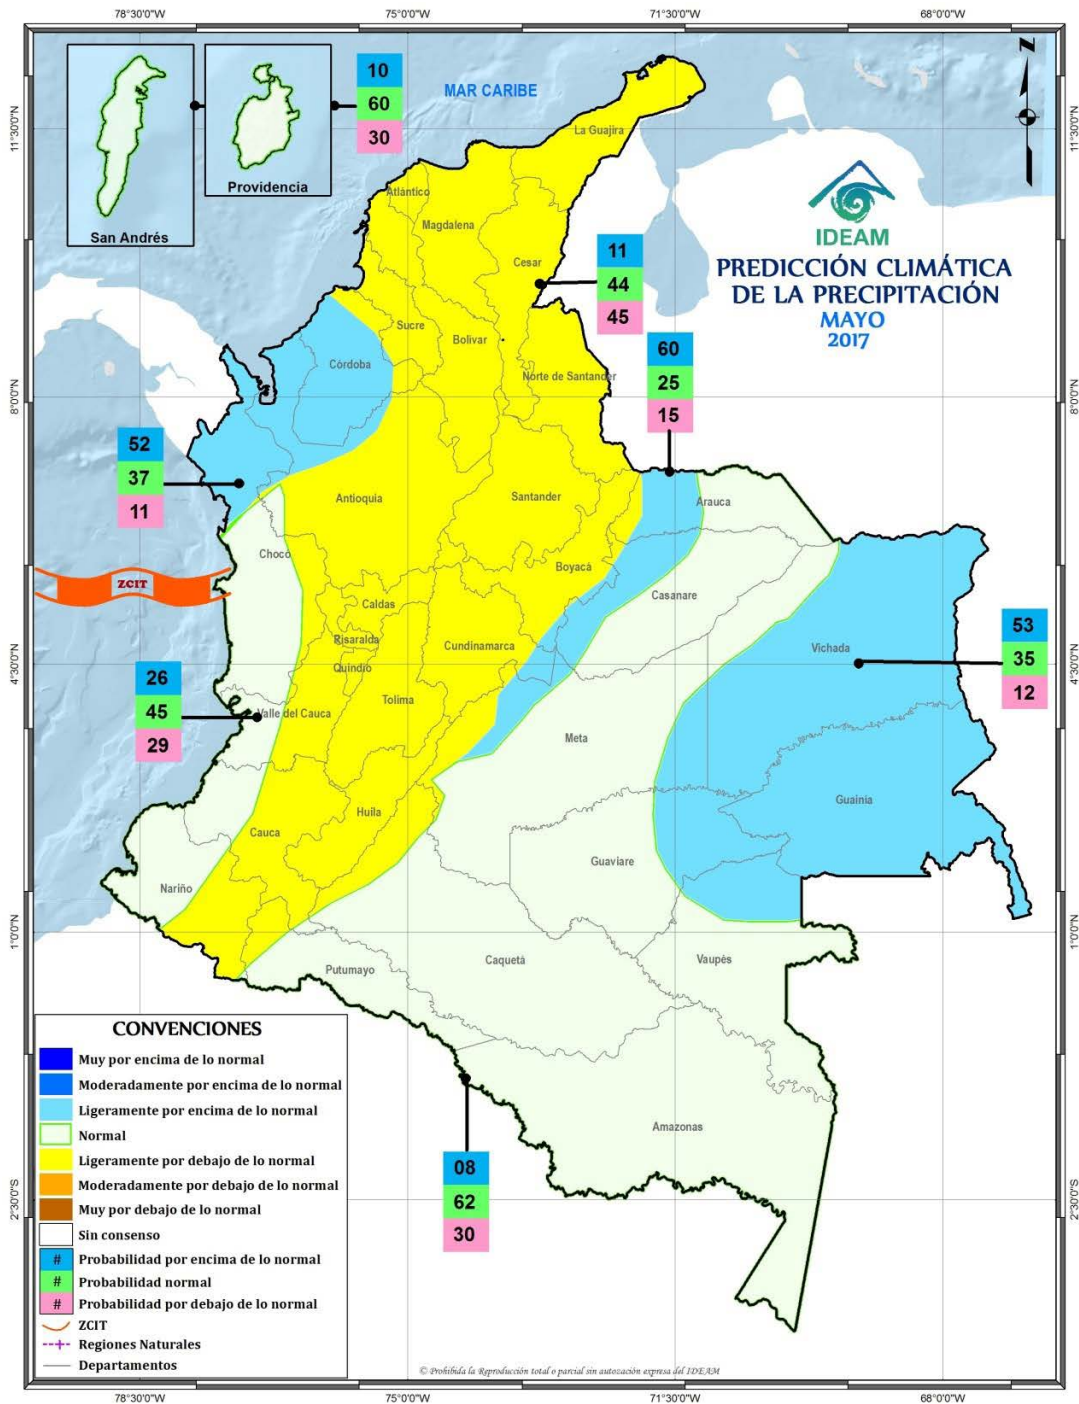 78°30'0"W
75°0'0"W
71°30'0"W
68°0'0"W
11°30'0"N
8°0'0"N
4°30'0"N
1°0'0"N
2°30'0"S
11°30'0"N
8°0'0"N
4°30'0"N
1°0'0"N
2°30'0"S
San Andrés
Providencia
10
60
30
MAR CARIBE
N
IDEAM
PREDICCIÓN CLIMÁTICA
DE LA PRECIPITACIÓN
MAYO
2017
La Guajira
Atlántico
Magdalena
Cesar
11
44
45
Sucre
Bolívar
Córdoba
Norte de Santander
60
25
15
52
37
11
Antioquia
Santander
Arauca
Chocó
Boyacá
Casanare
ZCIT
Caldas
Risaralda
Quindío
Cundinamarca
Vichada
53
35
12
26
45
29
Valle del Cauca
Tolima
Meta
Guainía
Huila
Cauca
Guaviare
Nariño
Putumayo
Caquetá
Vaupés
Amazonas
08
62
30
CONVENCIONES
Muy por encima de lo normal
Moderadamente por encima de lo normal
Ligeramente por encima de lo normal
Normal
Ligeramente por debajo de lo normal
Moderadamente por debajo de lo normal
Muy por debajo de lo normal
Sin consenso
# Probabilidad por encima de lo normal
# Probabilidad normal
# Probabilidad por debajo de lo normal
ZCIT
Regiones Naturales
Departamentos
© Prohibida la Reproducción total o parcial sin autozación expresa del IDEAM
78°30'0"W
75°0'0"W
71°30'0"W
68°0'0"W